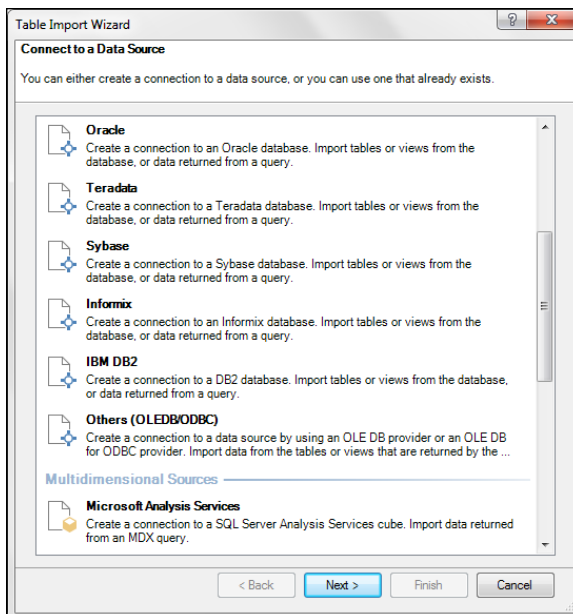 Table Import Wizard
Connect to a Data Source
You can either create a connection to a data source, or you can use one that already exists.
Oracle
Create a connection to an Oracle database. Import tables or views from the
database, or data returned from a query.
Teradata
Create a connection to a Teradata database. Import tables or views from the
database, or data returned from a query.
Sybase
Create a connection to a Sybase database. Import tables or views from the
database, or data returned from a query.
Informix
Create a connection to an Informix database. Import tables or views from the
database, or data returned from a query.
IBM DB2
Create a connection to a DB2 database. Import tables or views from the database,
or data returned from a query.
Others (OLEDB/ODBC)
Create a connection to a data source by using an OLE DB provider or an OLE DB
for ODBC provider. Import data from the tables or views that are returned by the ...
Multidimensional Sources
Microsoft Analysis Services
Create a connection to a SQL Server Analysis Services cube. Import data returned
from an MDX query.
< Back Next > Finish Cancel